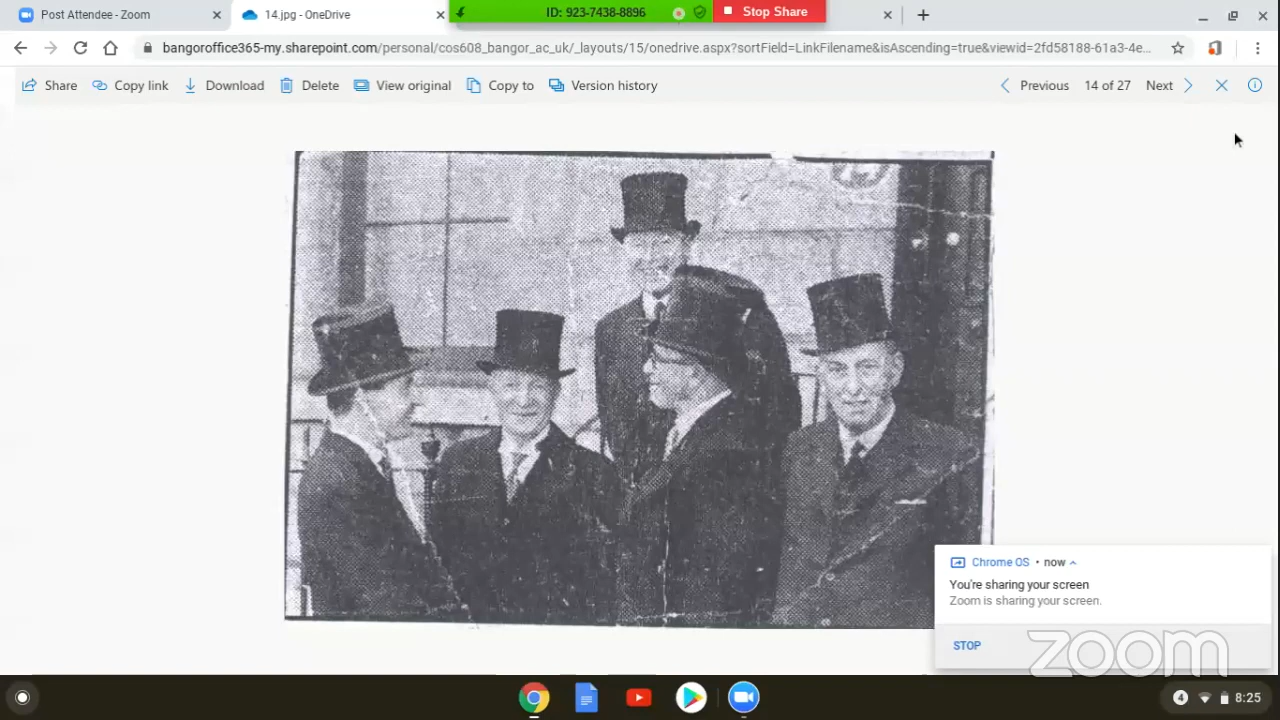 Post Attendee - Zoom
14.jpg - OneDrive
ID: 923-7438-8896
Stop Share
bangoroffice365-my.sharepoint.com/personal/cos608_bangor_ac_uk/_layouts/15/onedrive.aspx?sortField=LinkFilename&isAscending=true&viewid=2fd58188-61a3-4e...
Share
Copy link
Download
Delete
View original
Copy to
Version history
Previous
14 of 27
Next
Chrome OS • now
You're sharing your screen
Zoom is sharing your screen.
STOP
zoom
4
8:25